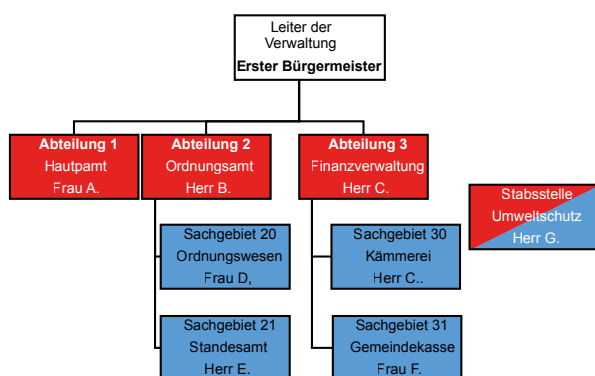 Leiter der
Verwaltung
Erster Bürgermeister
Abteilung 1
Hautpamt
Frau A.
Abteilung 2
Ordnungsamt
Herr B.
Abteilung 3
Finanzverwaltung
Herr C.
Stabsstelle
Umweltschutz
Herr G.
Sachgebiet 20
Ordnungswesen
Frau D,
Sachgebiet 30
Kämmerei
Herr C..
Sachgebiet 21
Standesamt
Herr E.
Sachgebiet 31
Gemeindekasse
Frau F.